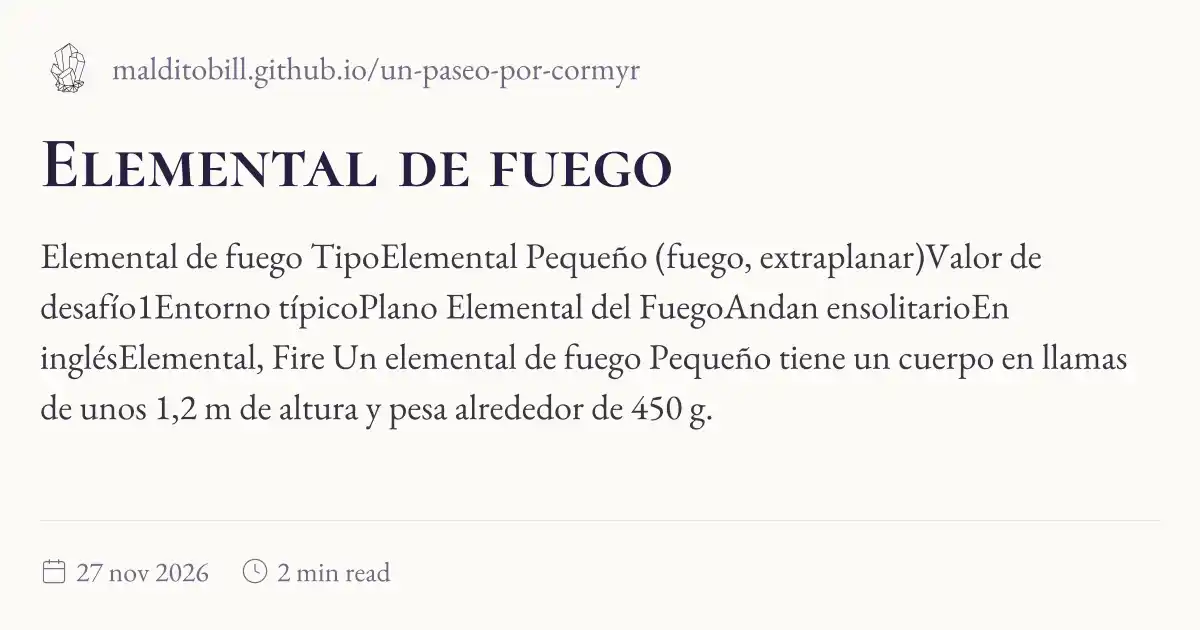 malditobill.github.io/un-paseo-por-cormyr
Elemental de fuego
Elemental de fuego TipoElemental Pequeño (fuego, extraplanar)Valor de
desafío1Entorno típicoPlano Elemental del FuegoAndan ensolitarioEn
inglésElemental, Fire Un elemental de fuego Pequeño tiene un cuerpo en llamas
de unos 1,2 m de altura y pesa alrededor de 450 g.
27 nov 2026 2 min read